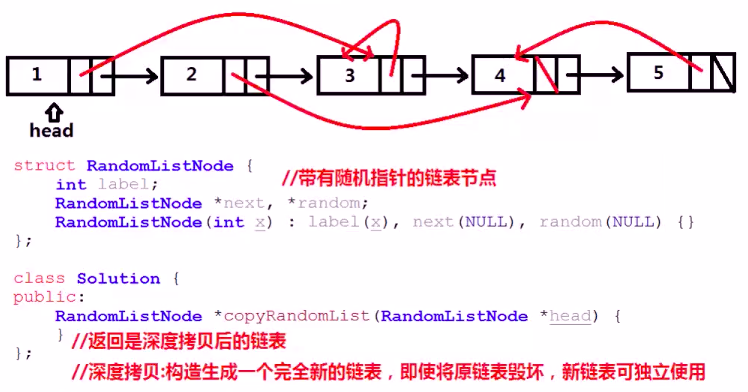 1 2 3 4 5
head
struct RandomListNode {
int label; //带有随机指针的链表节点
RandomListNode *next, *random;
RandomListNode(int x) : label(x), next(NULL), random(NULL) {}
};
class Solution {
public:
RandomListNode *copyRandomList(RandomListNode *head) {
} //返回是深度拷贝后的链表
};
//深度拷贝:构造生成一个完全新的链表，即使将原链表毁坏，新链表可独立使用